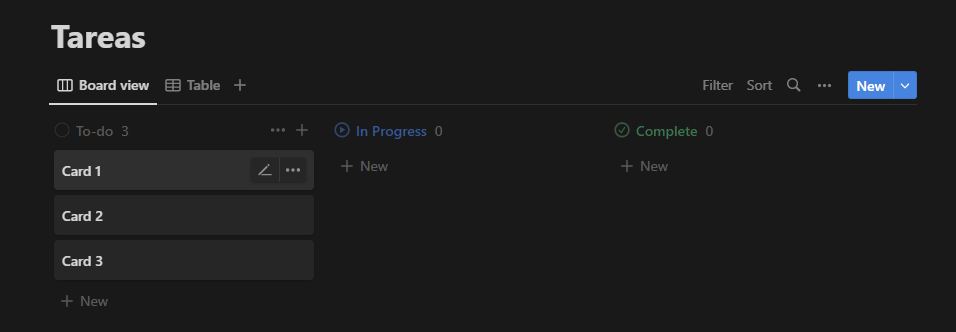 Tareas
Board view Table
Filter Sort New
To-do 3
In Progress 0
Complete 0
Card 1
New
New
Card 2
Card 3
New